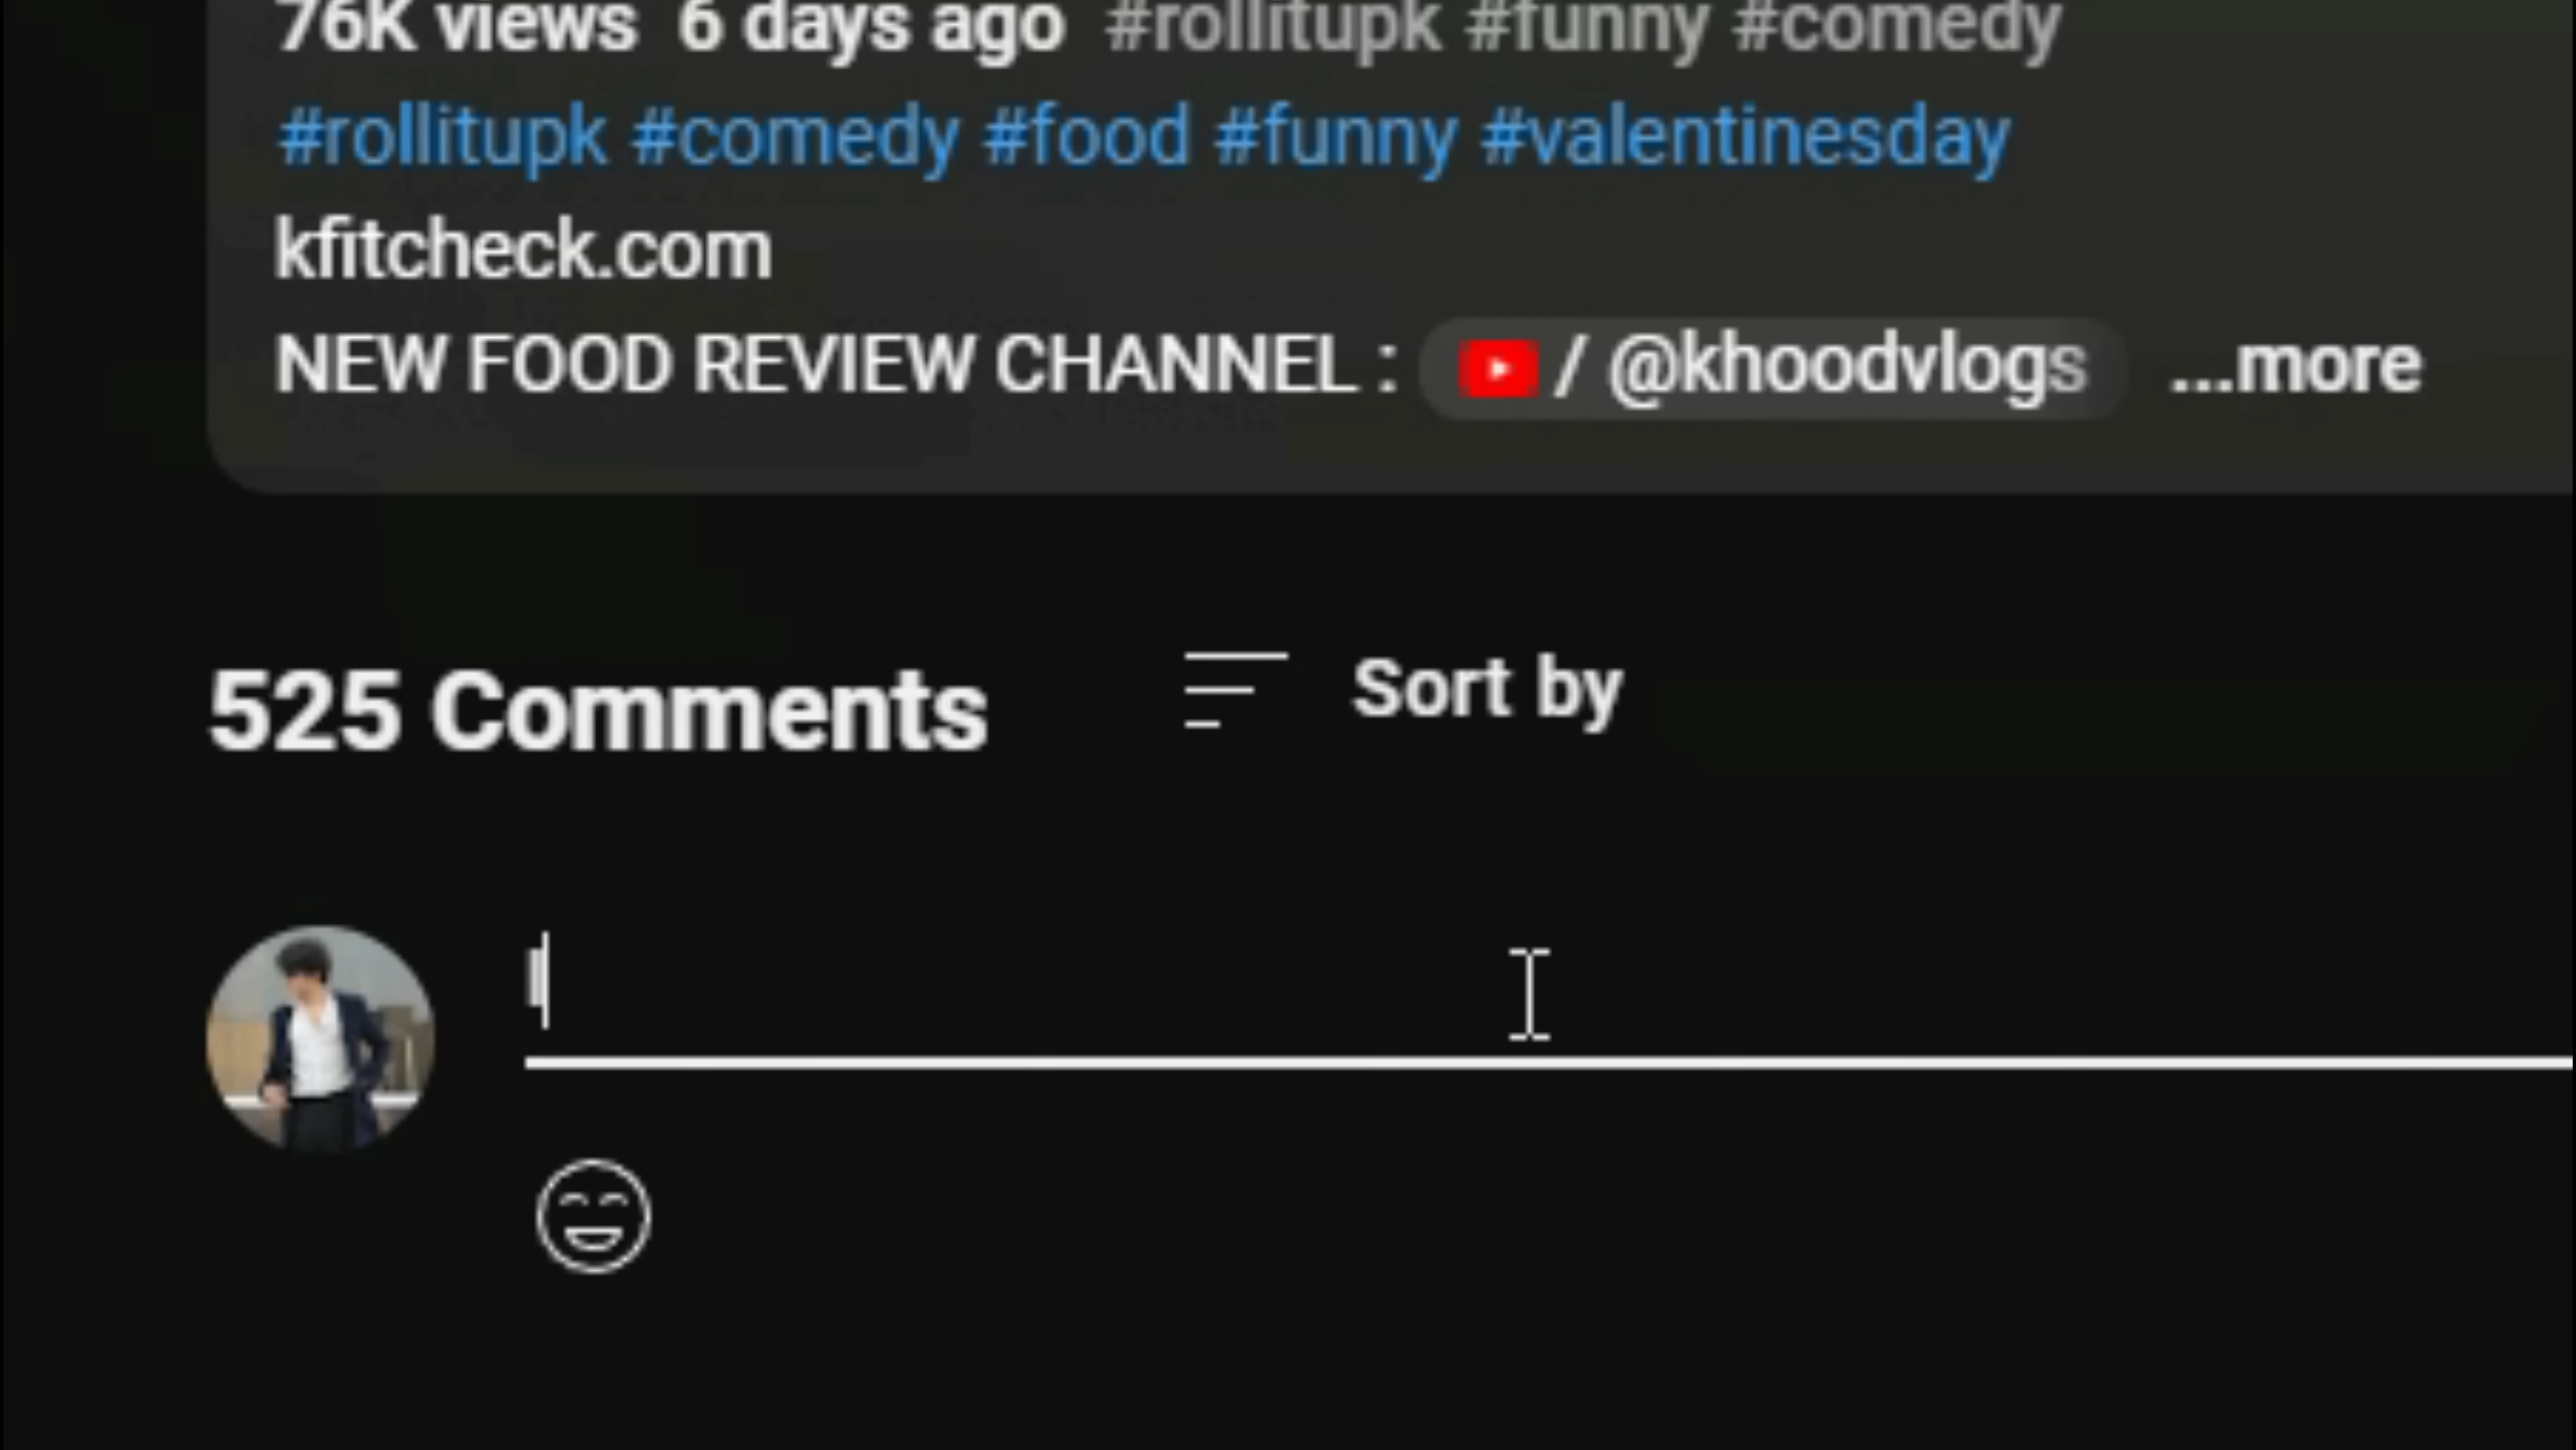 76K views 6 days ago #rollitupk #funny #comedy
#rollitupk #comedy #food #funny #valentinesday
kfitcheck.com
NEW FOOD REVIEW CHANNEL : / @khoodvlogs ...more
525 Comments Sort by
I